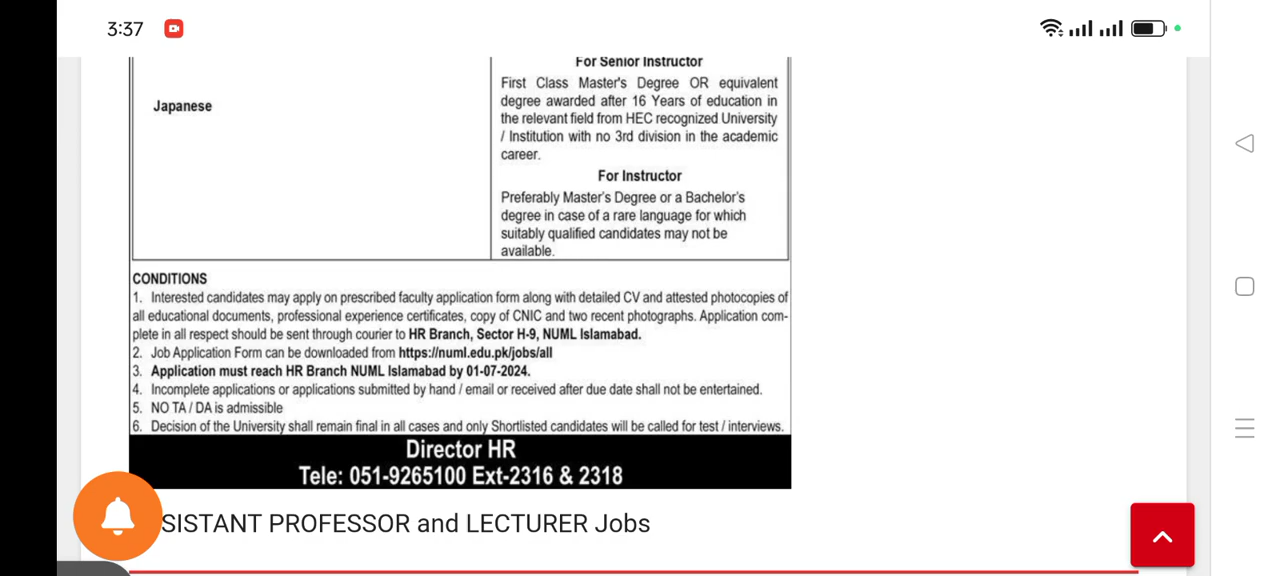 3:37
For Senior Instructor
Japanese
First Class Master's Degree OR equivalent
degree awarded after 16 Years of education in
the relevant field from HEC recognized University
/ Institution with no 3rd division in the academic
career.
For Instructor
Preferably Master's Degree or a Bachelor's
degree in case of a rare language for which
suitably qualified candidates may not be
available.
CONDITIONS
1. Interested candidates may apply on prescribed faculty application form along with detailed CV and attested photocopies of
all educational documents, professional experience certificates, copy of CNIC and two recent photographs. Application com-
plete in all respect should be sent through courier to HR Branch, Sector H-9, NUML Islamabad.
2. Job Application Form can be downloaded from https://numl.edu.pk/jobs/all
3. Application must reach HR Branch NUML Islamabad by 01-07-2024.
4. Incomplete applications or applications submitted by hand / email or received after due date shall not be entertained.
5. NO TA / DA is admissible
6. Decision of the University shall remain final in all cases and only Shortlisted candidates will be called for test / interviews.
Director HR
Tele: 051-9265100 Ext-2316 & 2318
SISTANT PROFESSOR and LECTURER Jobs